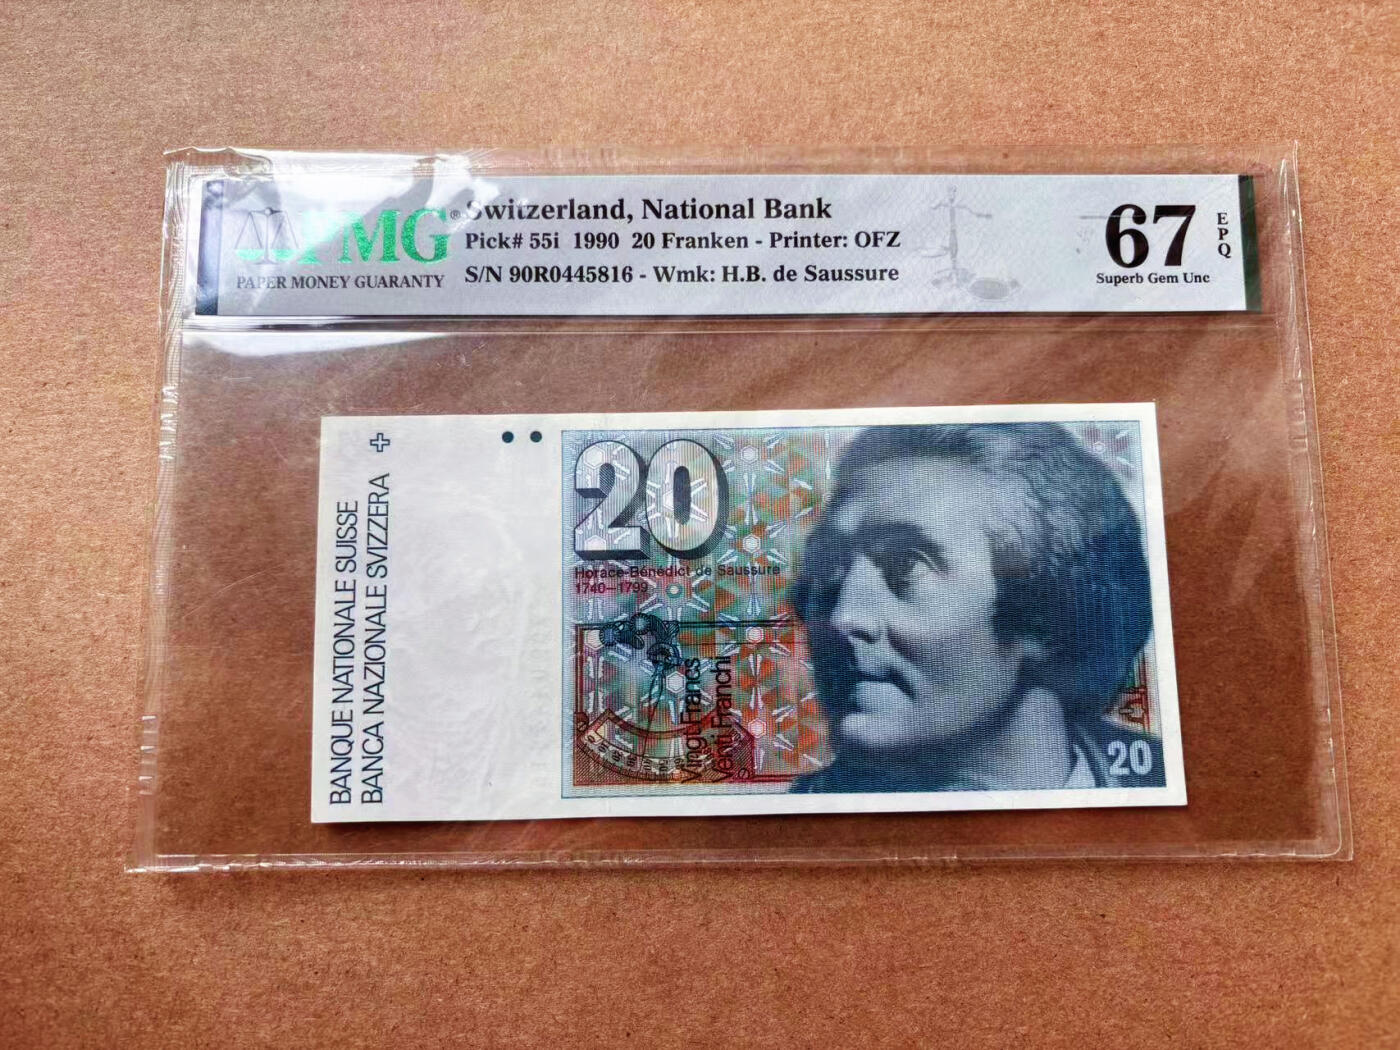 PMG®
PAPER MONEY GUARANTY
Switzerland, National Bank
Pick# 55i 1990 20 Franken - Printer: OFZ
S/N 90R0445816 - Wmk: H.B. de Saussure
67
EPQ
Superb Gem Unc
BANQUE NATIONALE SUISSE
BANCA NAZIONALE SVIZZERA
20
Horace-Bénédict de Saussure
1740–1799
Vingt Francs
Venti Franchi
20